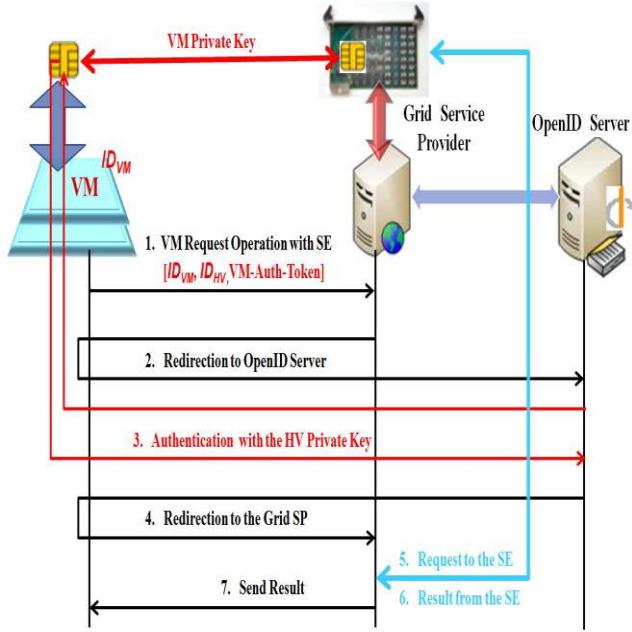 VM Private Key
Grid Service
Provider
OpenID Server
ID_VM
VM
1. VM Request Operation with SE
[ID_VM, ID_HV, VM-Auth-Token]
2. Redirection to OpenID Server
3. Authentication with the HV Private Key
4. Redirection to the Grid SP
5. Request to the SE
6. Result from the SE
7. Send Result